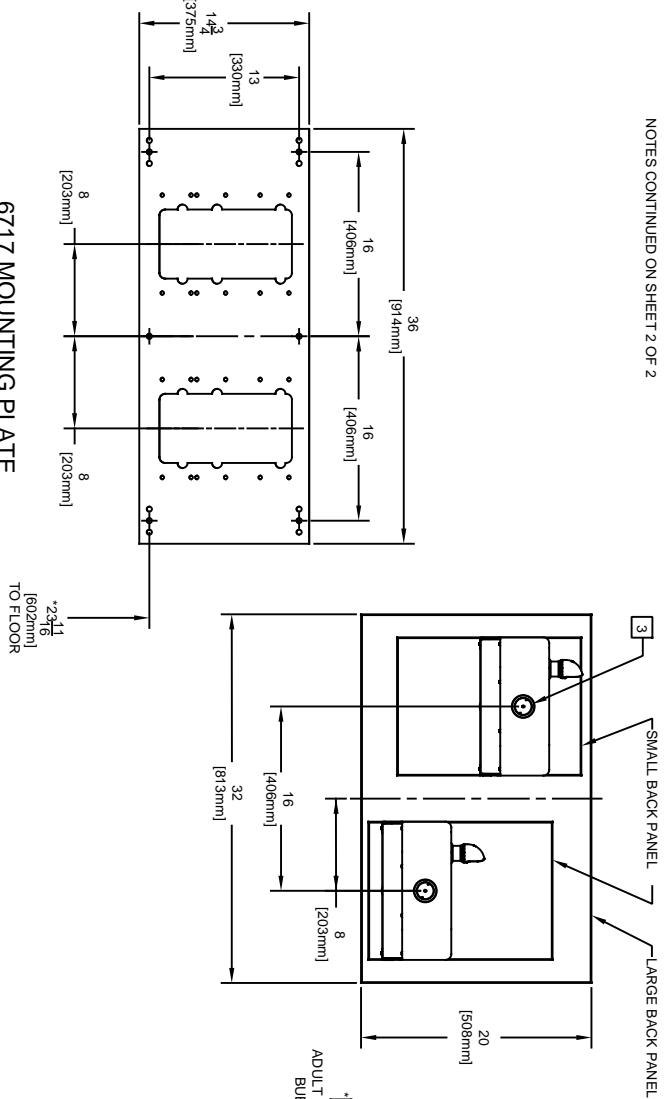 NOTES CONTINUED ON SHEET 2 OF 2
3
SMALL BACK PANEL
LARGE BACK PANEL
36
[914mm]
16
[406mm]
16
[406mm]
14 3/4
[375mm]
13
[330mm]
8
[203mm]
8
[203mm]
6717 MOUNTING PLATE
*23 11/16
[602mm]
TO FLOOR
16
[406mm]
8
[203mm]
32
[813mm]
20
[508mm]
ADULT